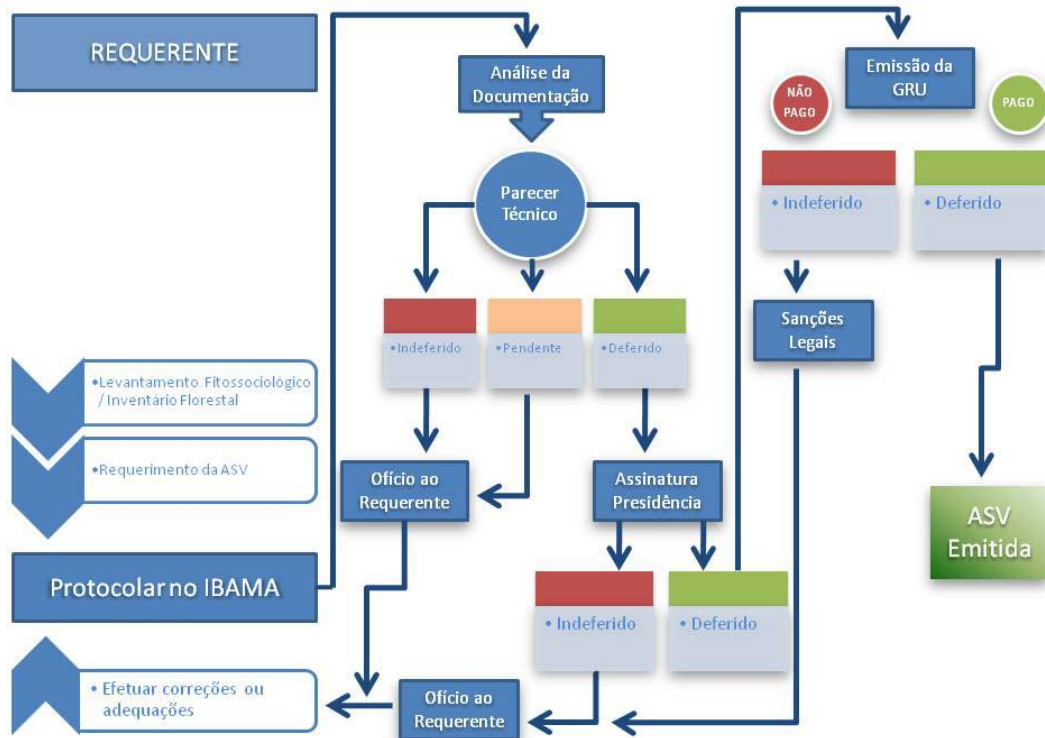 REQUERENTE
•Levantamento Fitossociológico
/ Inventário Florestal
•Requerimento da ASV
Protocolar no IBAMA
• Efetuar correções ou
adequações
Análise da
Documentação
Parecer
Técnico
•Indeferido
•Pendente
•Deferido
Ofício ao
Requerente
Assinatura
Presidência
• Indeferido
• Deferido
Ofício ao
Requerente
Emissão da
GRU
NÃO
PAGO
PAGO
• Indeferido
• Deferido
Sanções
Legais
ASV
Emitida